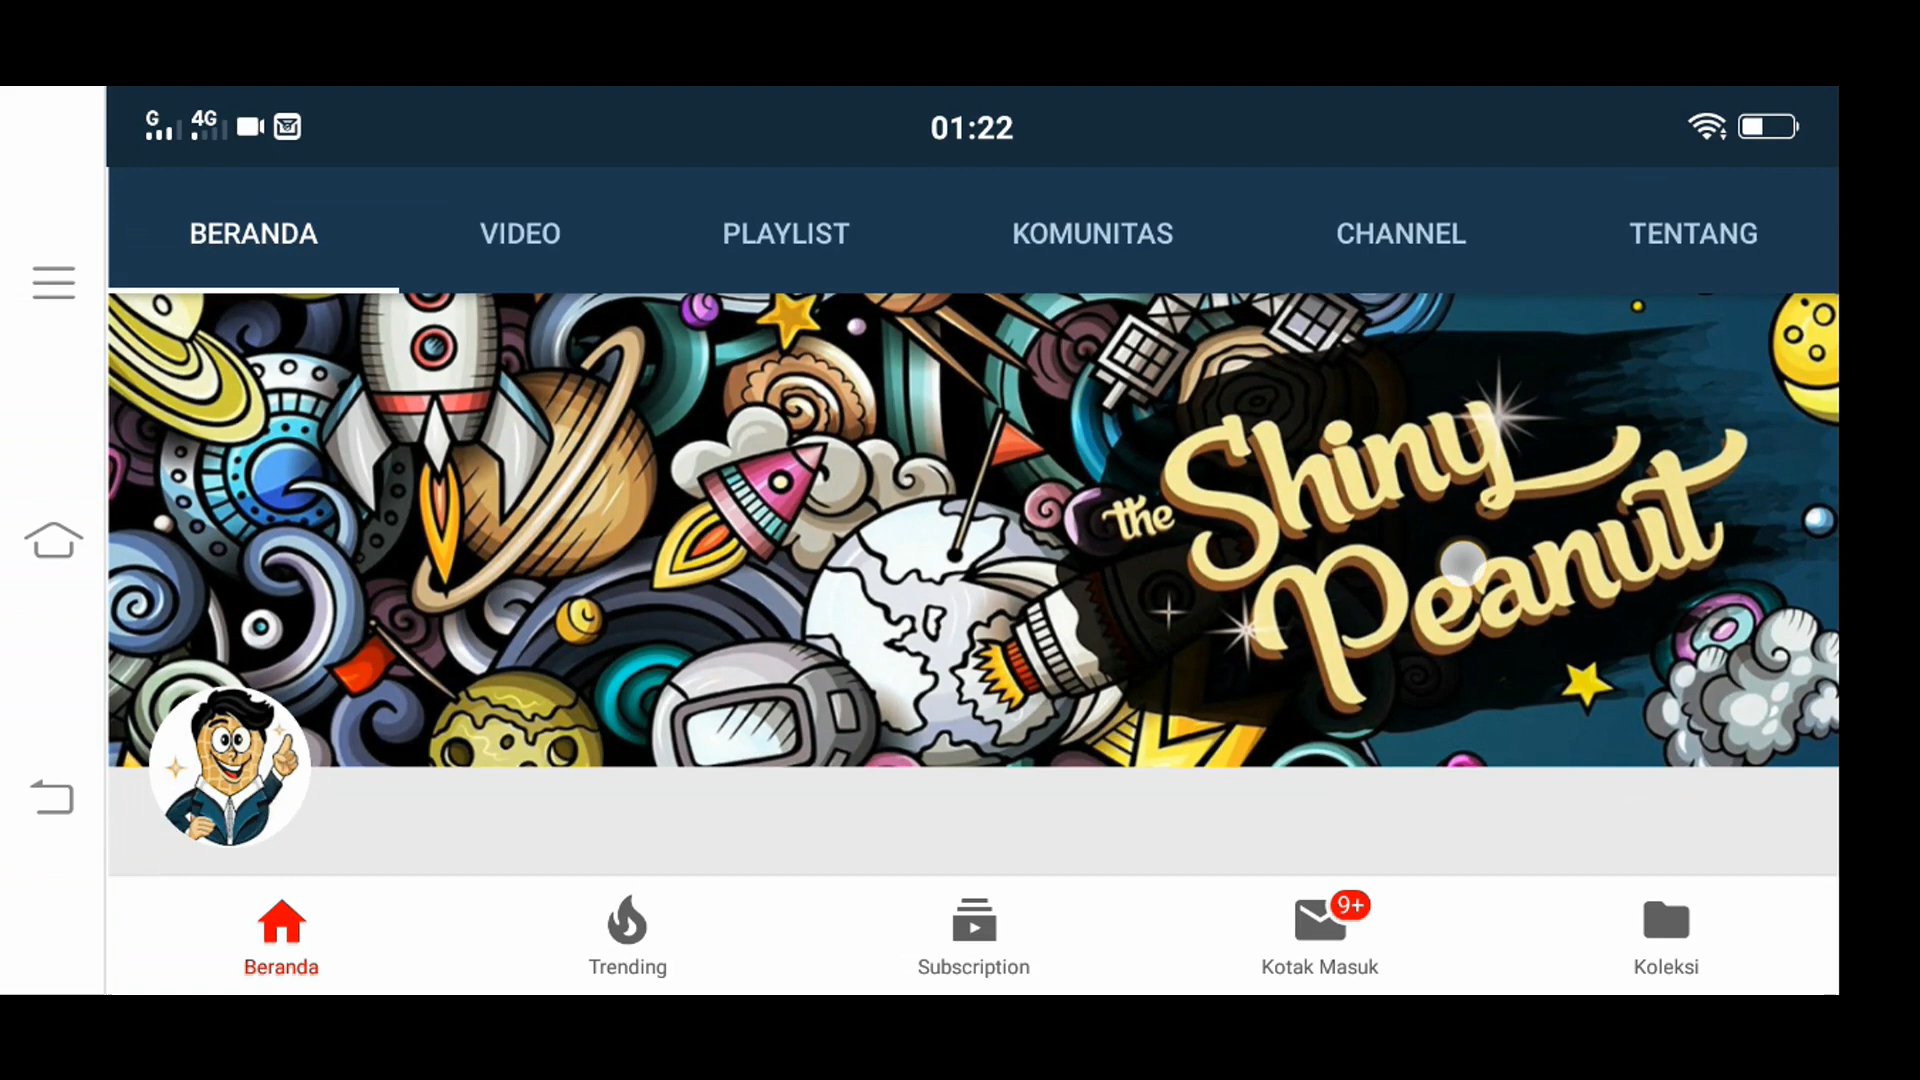 G 4G
01:22
BERANDA VIDEO PLAYLIST KOMUNITAS CHANNEL TENTANG
the Shiny
Peanut
9+
Beranda Trending Subscription Kotak Masuk Koleksi